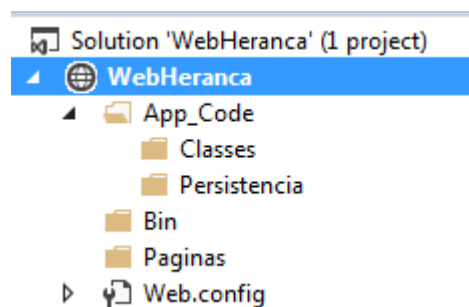 Solution 'WebHeranca' (1 project)
WebHeranca
App_Code
Classes
Persistencia
Bin
Paginas
Web.config